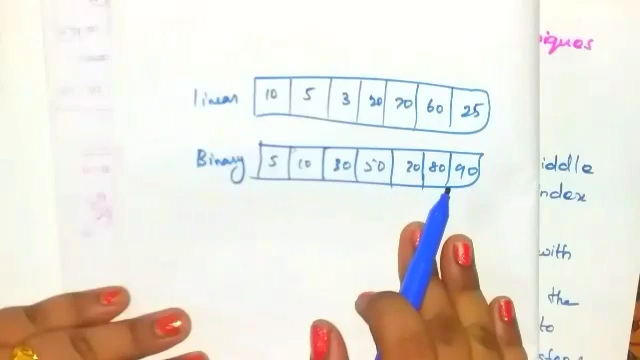 iques
linear 10 5 3 20 70 60 25
Binary 5 10 30 50 70 80 90
iddle
ndex
with
the
to